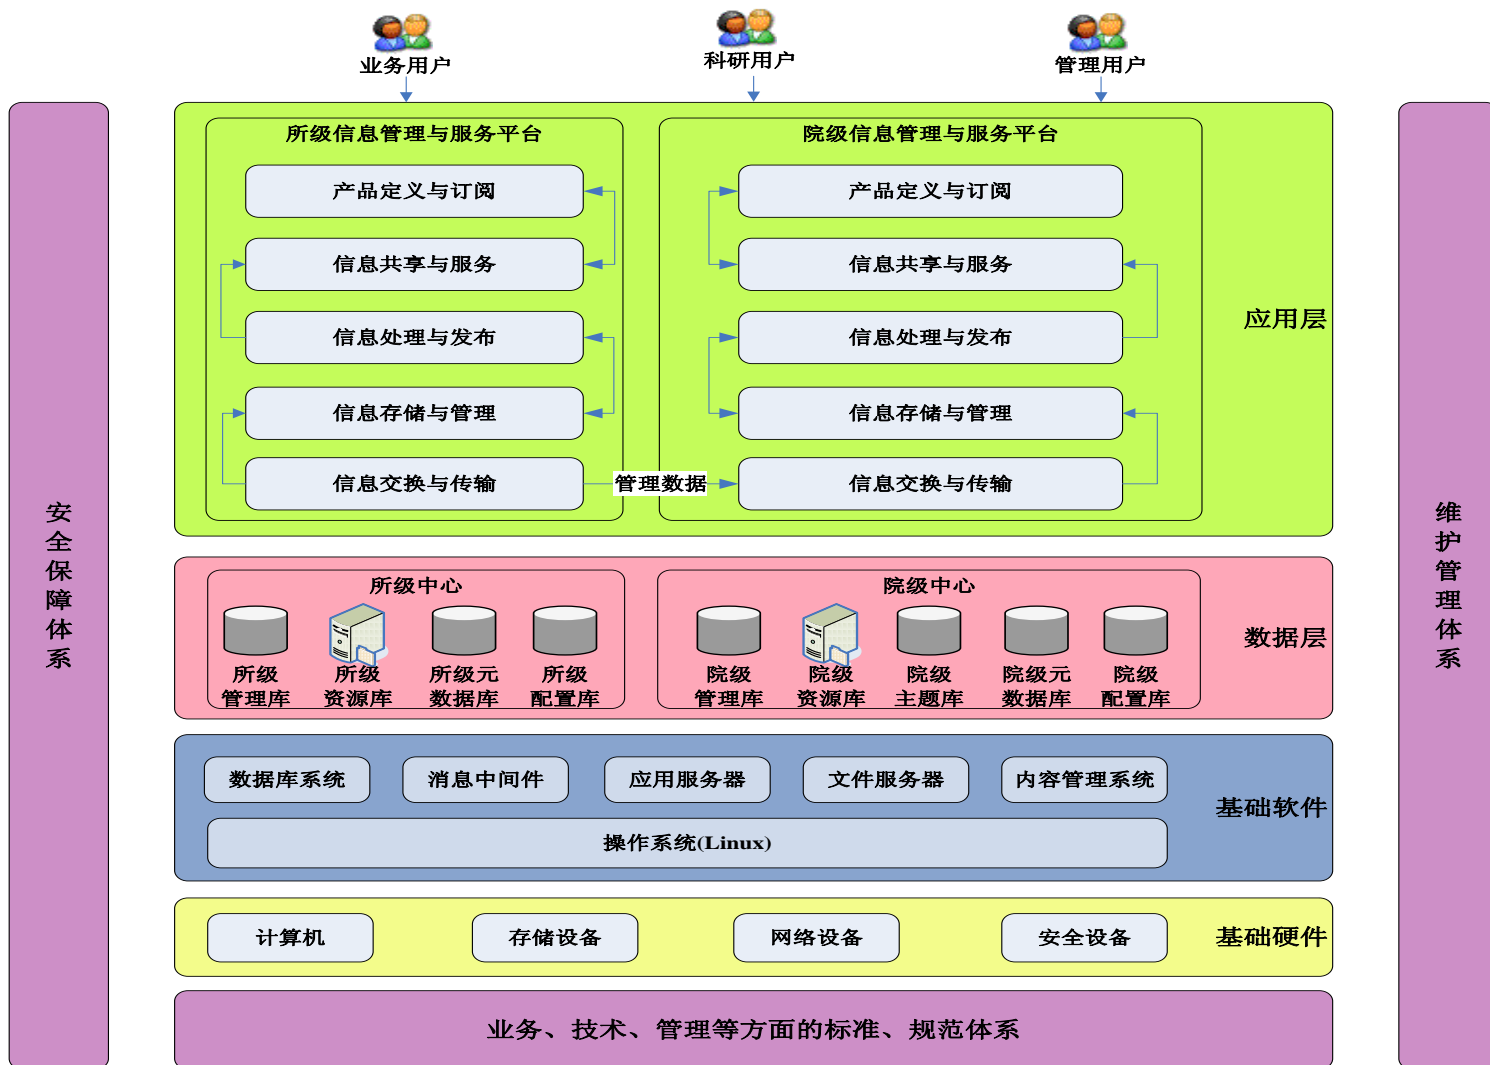 业务用户
科研用户
管理用户
所级信息管理与服务平台
产品定义与订阅
信息共享与服务
信息处理与发布
信息存储与管理
信息交换与传输
管理数据
院级信息管理与服务平台
产品定义与订阅
信息共享与服务
信息处理与发布
信息存储与管理
信息交换与传输
应用层
所级中心
所级
管理库
所级
资源库
所级元
数据库
所级
配置库
院级中心
院级
管理库
院级
资源库
院级
主题库
院级元
数据库
院级
配置库
数据层
数据库系统
消息中间件
应用服务器
文件服务器
内容管理系统
操作系统(Linux)
基础软件
计算机
存储设备
网络设备
安全设备
基础硬件
业务、技术、管理等方面的标准、规范体系
安全保障体系
维护管理体系